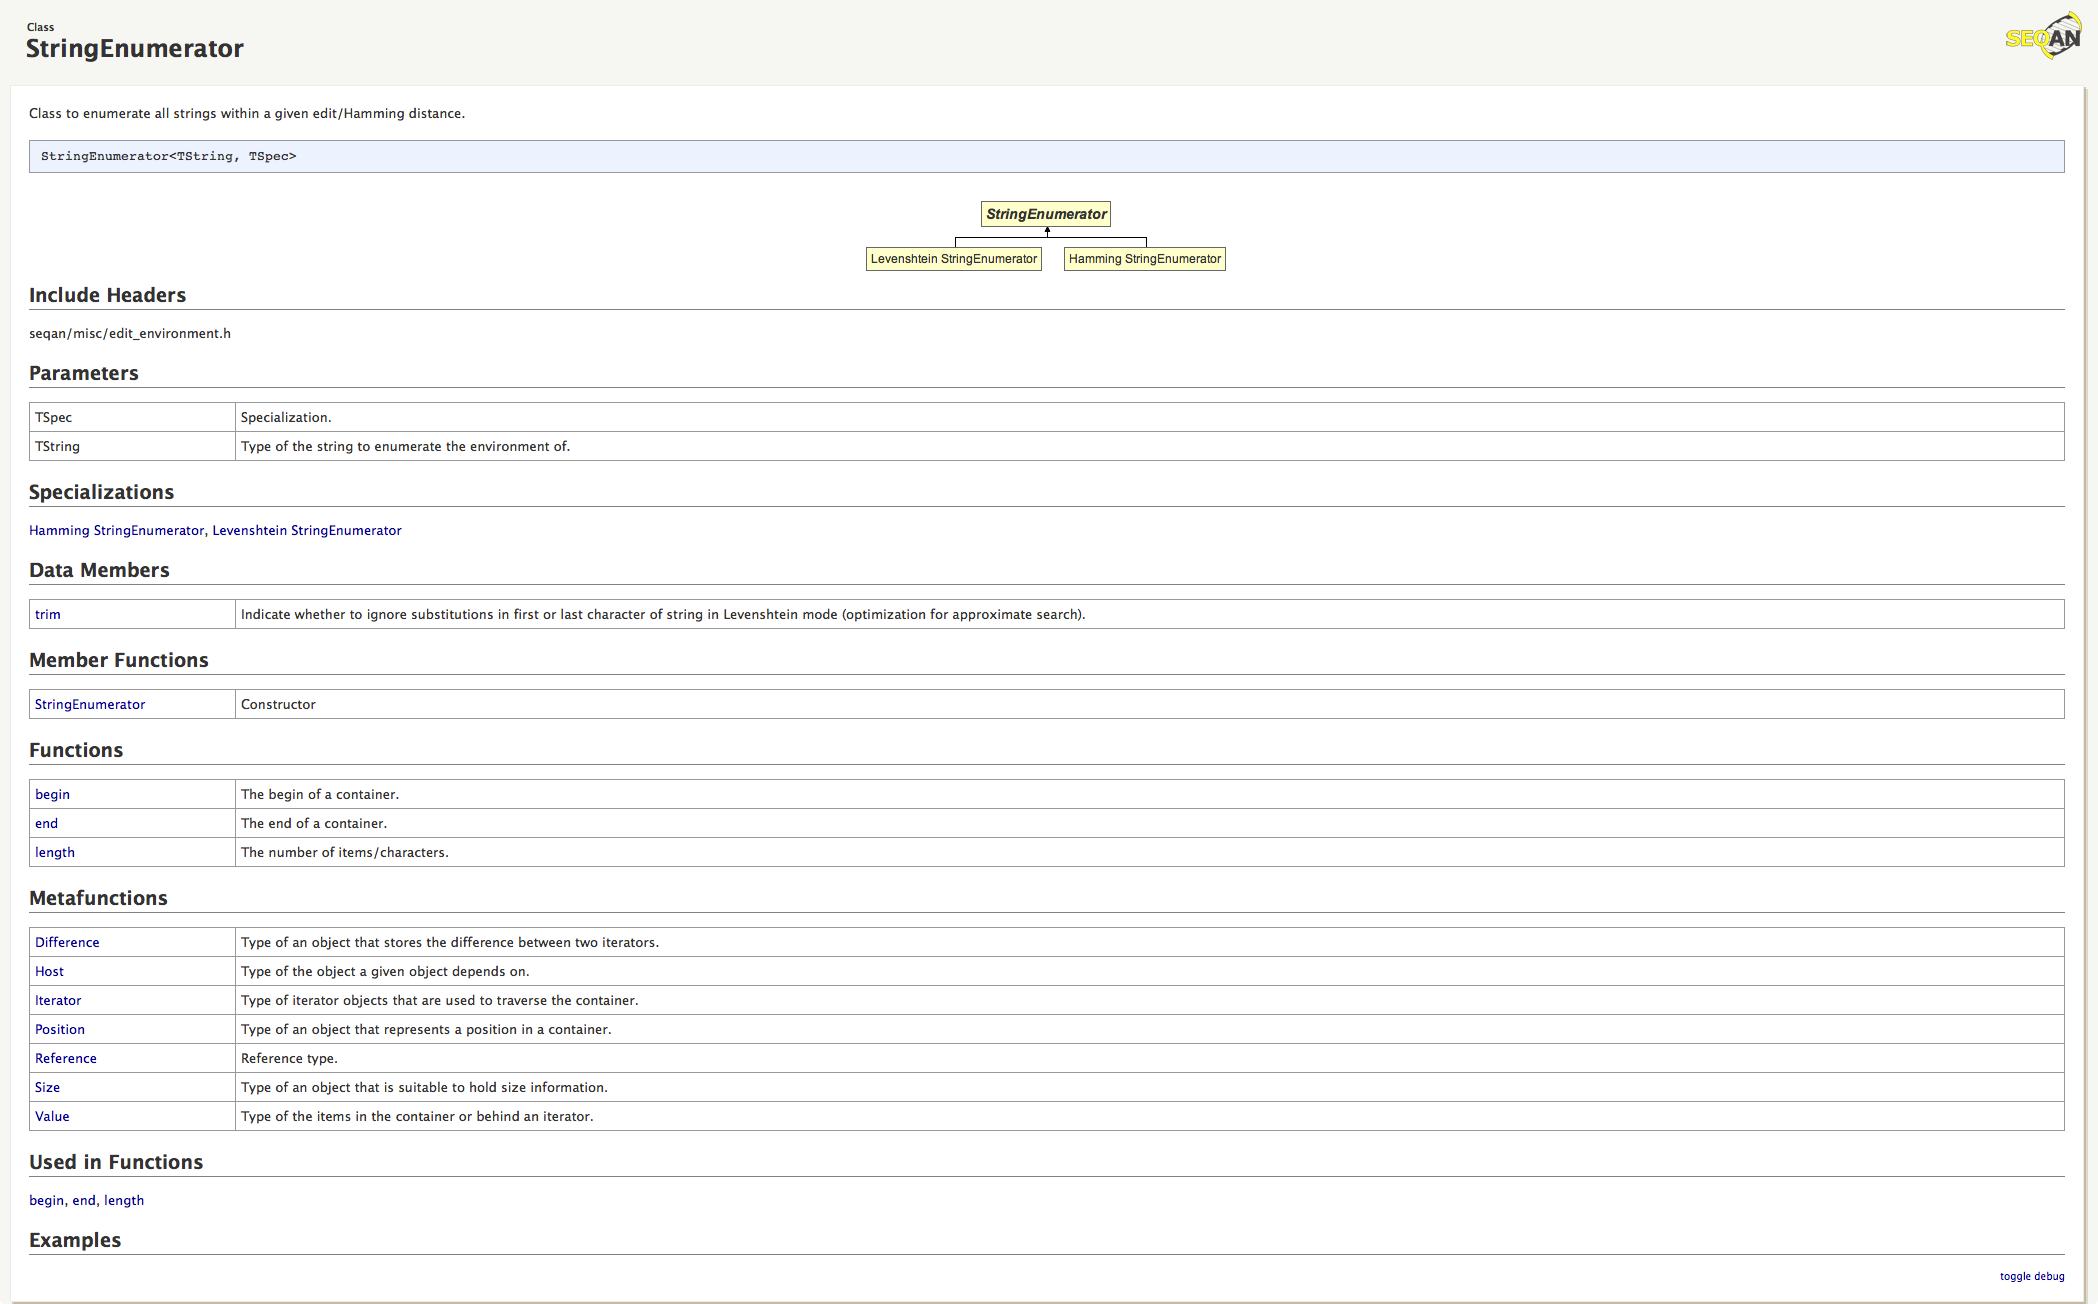 Class
StringEnumerator
SEQAN
Class to enumerate all strings within a given edit/Hamming distance.
StringEnumerator<TString, TSpec>
StringEnumerator
Levenshtein StringEnumerator Hamming StringEnumerator
Include Headers
seqan/misc/edit_environment.h
Parameters
TSpec Specialization.
TString Type of the string to enumerate the environment of.
Specializations
Hamming StringEnumerator, Levenshtein StringEnumerator
Data Members
trim Indicate whether to ignore substitutions in first or last character of string in Levenshtein mode (optimization for approximate search).
Member Functions
StringEnumerator Constructor
Functions
begin The begin of a container.
end The end of a container.
length The number of items/characters.
Metafunctions
Difference Type of an object that stores the difference between two iterators.
Host Type of the object a given object depends on.
Iterator Type of iterator objects that are used to traverse the container.
Position Type of an object that represents a position in a container.
Reference Reference type.
Size Type of an object that is suitable to hold size information.
Value Type of the items in the container or behind an iterator.
Used in Functions
begin, end, length
Examples
toggle debug